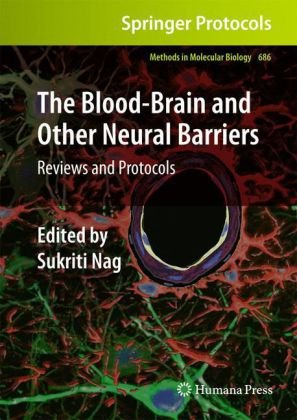 Springer Protocols
Methods in Molecular Biology 686
The Blood-Brain and
Other Neural Barriers
Reviews and Protocols
Edited by
Sukriti Nag
Humana Press